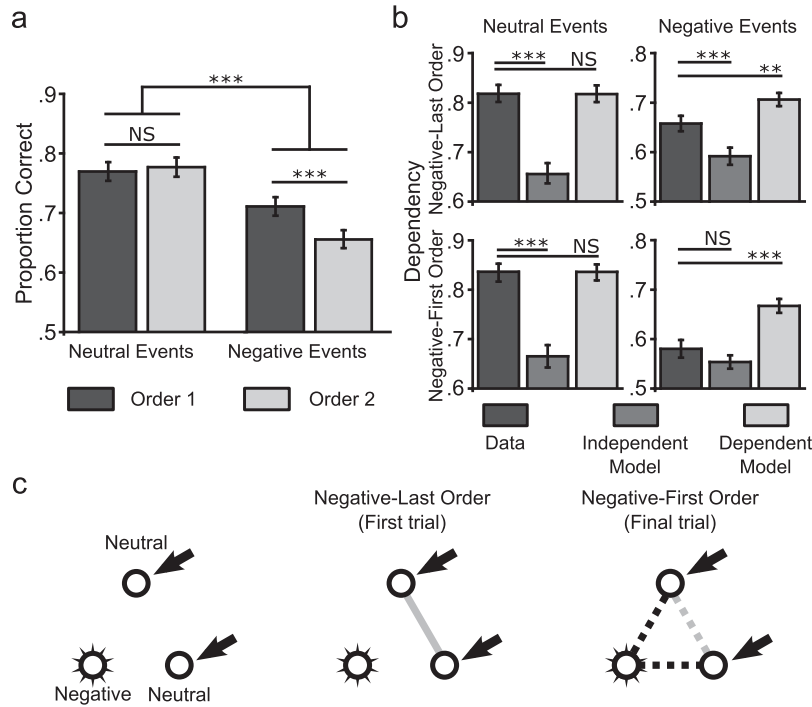 a
Proportion Correct
.9
.8
.7
.6
.5
***
NS
***
Neutral Events
Negative Events
Order 1
Order 2
b
Neutral Events
Negative Events
Dependency
Negative-Last Order
.9
.8
.7
.6
***
NS
.8
.7
.6
.5
***
**
Negative-First Order
.9
.8
.7
.6
***
NS
.8
.7
.6
.5
NS
***
Data
Independent
Model
Dependent
Model
c
Neutral
Negative
Neutral
Negative-Last Order
(First trial)
Negative-First Order
(Final trial)